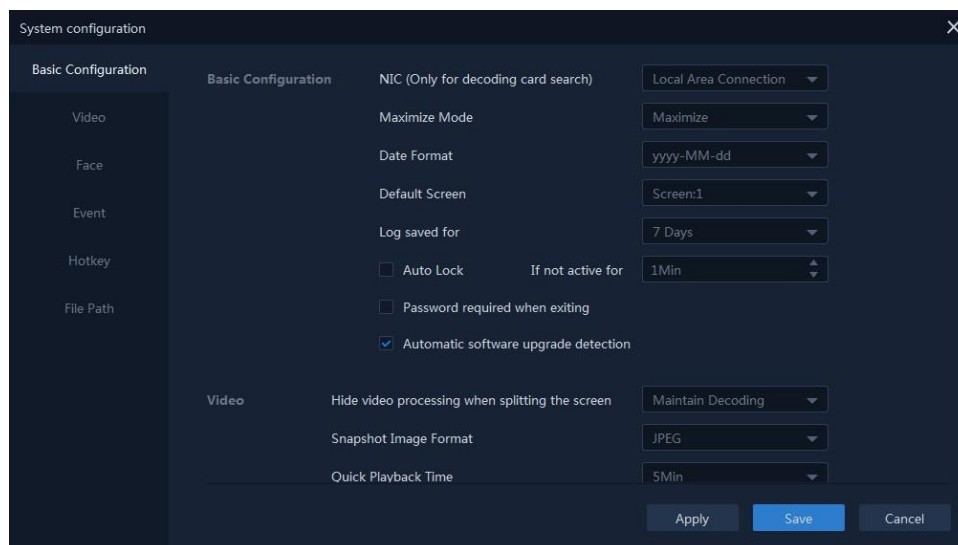 System configuration
Basic Configuration
Video
Face
Event
Hotkey
File Path
Basic Configuration NIC (Only for decoding card search) Local Area Connection
Maximize Mode Maximize
Date Format yyyy-MM-dd
Default Screen Screen:1
Log saved for 7 Days
Auto Lock If not active for 1Min
Password required when exiting
Automatic software upgrade detection
Video Hide video processing when splitting the screen Maintain Decoding
Snapshot Image Format JPEG
Quick Playback Time 5Min
Apply Save Cancel